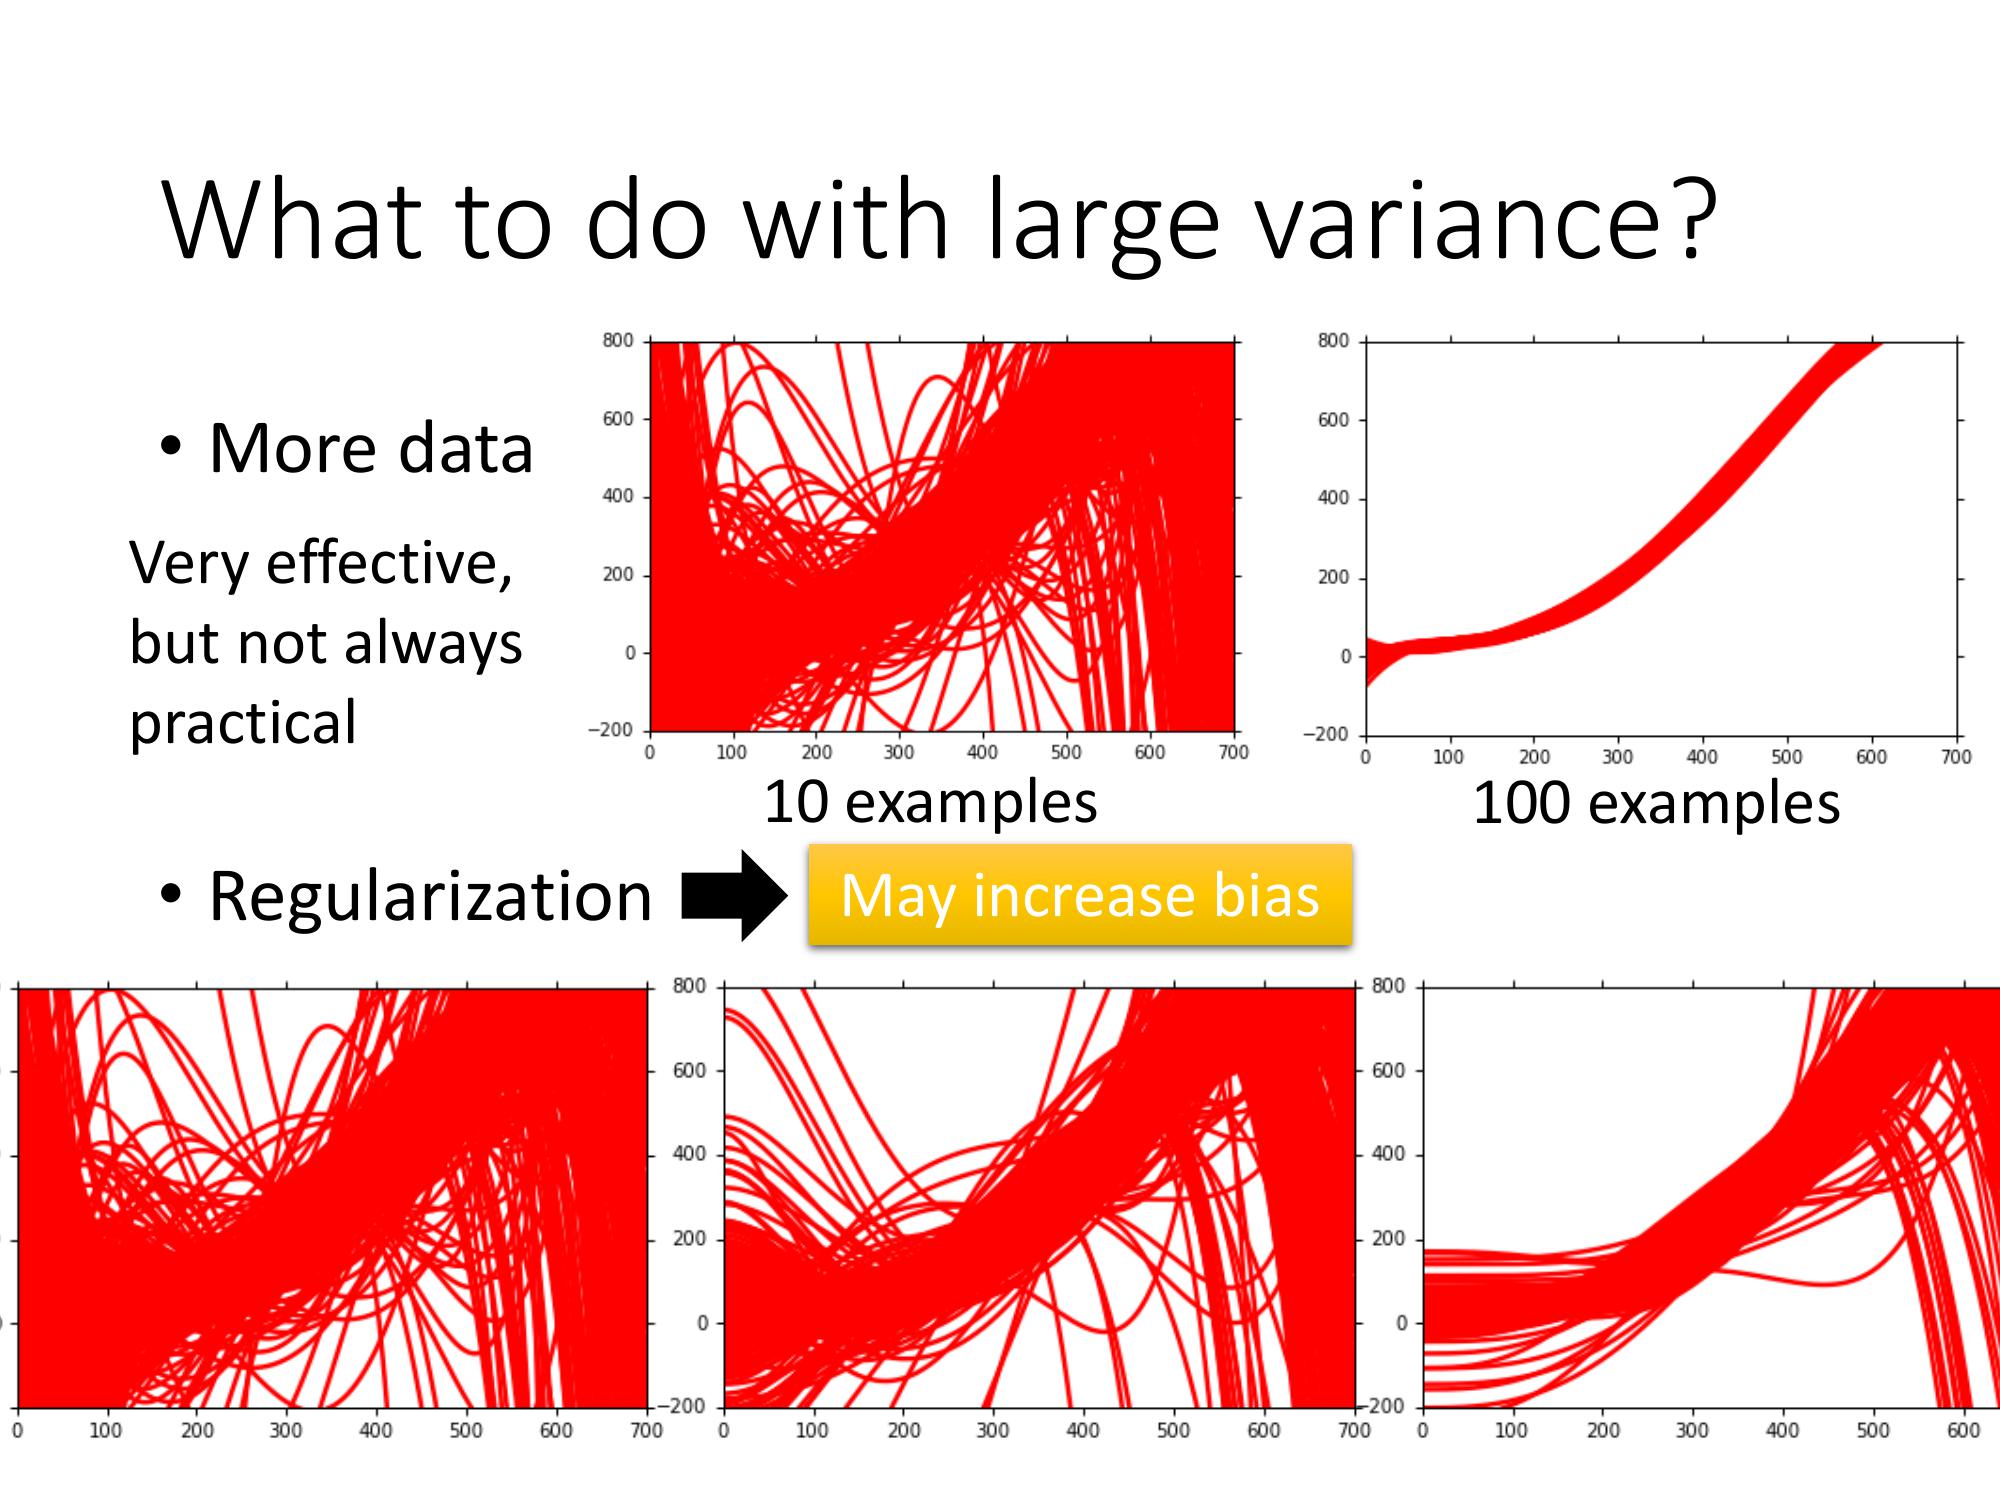 What to do with large variance?
• More data
Very effective,
but not always
practical
800
600
400
200
0
−200
0 100 200 300 400 500 600 700
10 examples
800
600
400
200
0
−200
0 100 200 300 400 500 600 700
100 examples
• Regularization
May increase bias
0 100 200 300 400 500 600 700
800
600
400
200
0
−200
0 100 200 300 400 500 600 700
800
600
400
200
0
−200
0 100 200 300 400 500 600